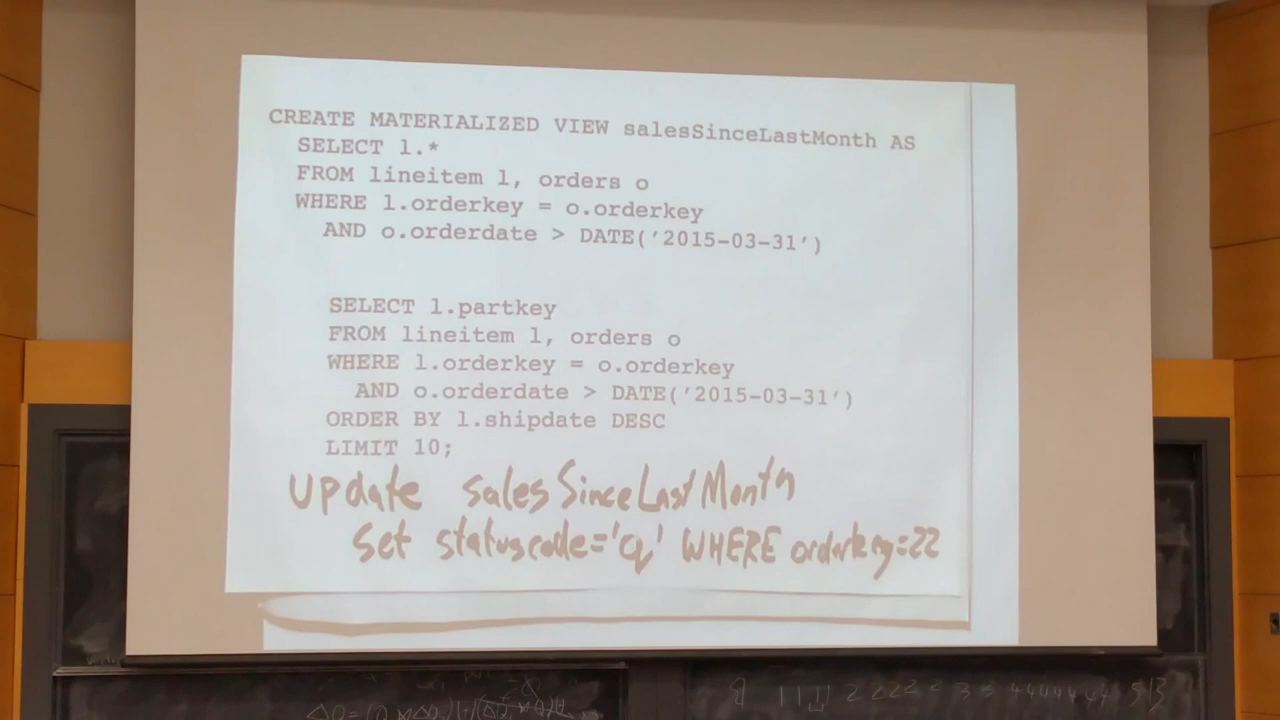 CREATE MATERIALIZED VIEW salesSinceLastMonth AS
SELECT l.*
FROM lineitem l, orders o
WHERE l.orderkey = o.orderkey
AND o.orderdate > DATE('2015-03-31')
SELECT l.partkey
FROM lineitem l, orders o
WHERE l.orderkey = o.orderkey
AND o.orderdate > DATE('2015-03-31')
ORDER BY l.shipdate DESC
LIMIT 10;
update salesSinceLastMonth
Set statuscode='q' WHERE orderkey=22